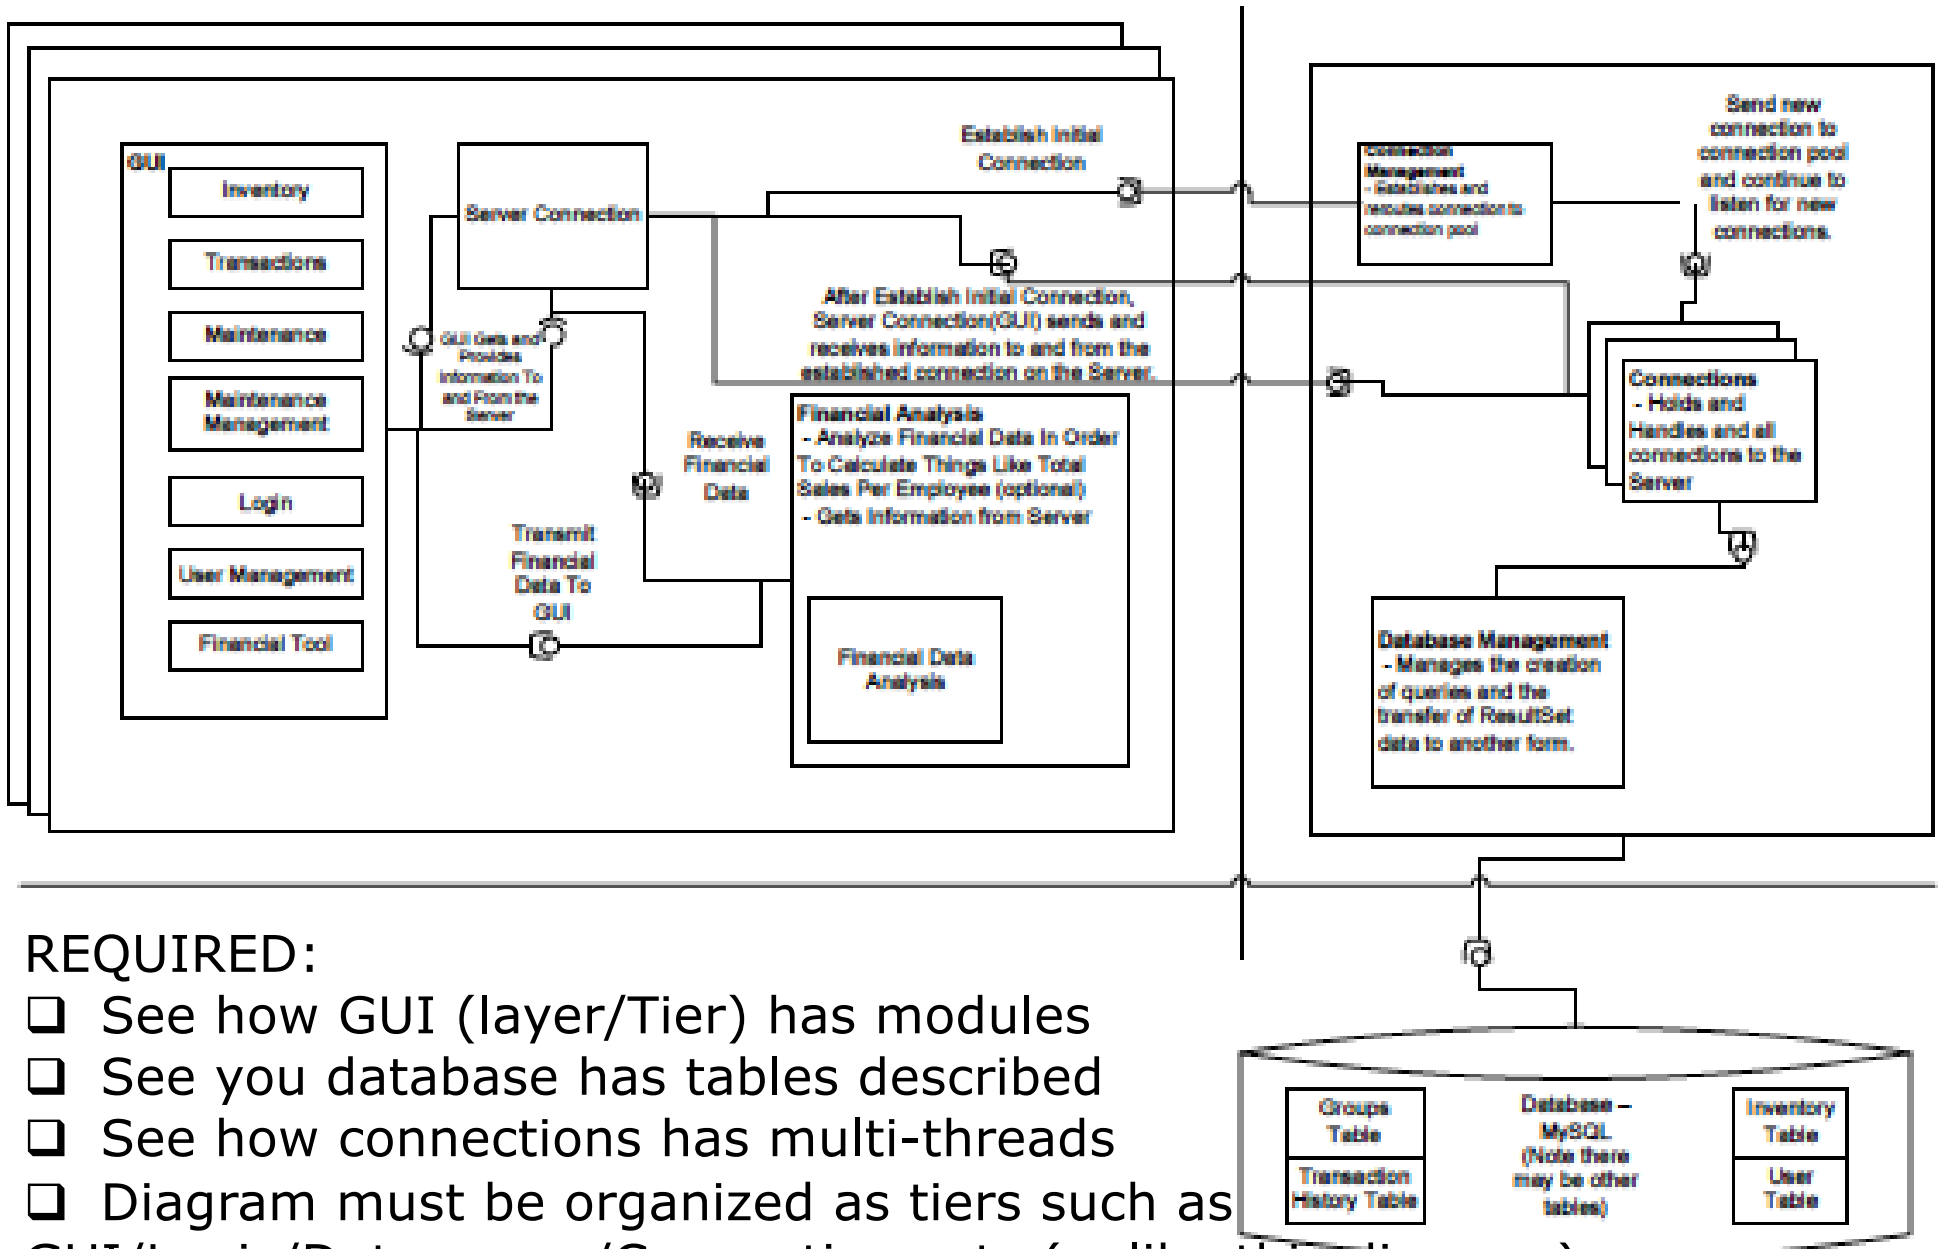 GUI
Inventory
Transactions
Maintenance
Maintenance
Management
Login
User Management
Financial Tool
Server Connection
GUI Gets and
Provides
Information To
and From the
Server
Establish Initial
Connection
After Establish Initial Connection,
Server Connection(GUI) sends and
receives information to and from the
established connection on the Server.
Receive
Financial
Data
Transmit
Financial
Data To
GUI
Financial Analysis
- Analyze Financial Data In Order
To Calculate Things Like Total
Sales Per Employee (optional)
- Gets Information from Server
Financial Data
Analysis
Connection
Management
- Establishes and
reroutes connection to
connection pool
Send new
connection to
connection pool
and continue to
listen for new
connections.
Connections
- Holds and
Handles and all
connections to the
Server
Database Management
- Manages the creation
of queries and the
transfer of ResultSet
data to another form.
REQUIRED:
❑ See how GUI (layer/Tier) has modules
❑ See you database has tables described
❑ See how connections has multi-threads
❑ Diagram must be organized as tiers such as
Groups
Table
Transaction
History Table
Database –
MySQL
(Note there
may be other
tables)
Inventory
Table
User
Table